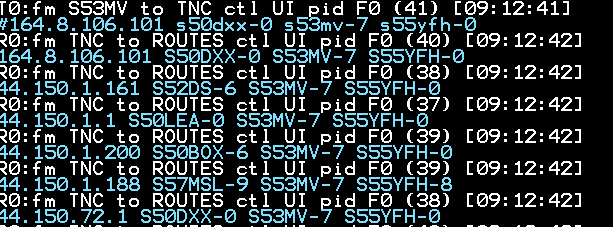 T0:fm S53MV to TNC ctl UI pid F0 (41) [09:12:41]
#164.8.106.101 s50dxx-0 s53mv-7 s55yfh-0
R0:fm TNC to ROUTES ctl UI pid F0 (40) [09:12:42]
164.8.106.101 S50DXX-0 S53MV-7 S55YFH-0
R0:fm TNC to ROUTES ctl UI pid F0 (38) [09:12:42]
44.150.1.161 S52DS-6 S53MV-7 S55YFH-0
R0:fm TNC to ROUTES ctl UI pid F0 (37) [09:12:42]
44.150.1.1 S50LEA-0 S53MV-7 S55YFH-0
R0:fm TNC to ROUTES ctl UI pid F0 (39) [09:12:42]
44.150.1.200 S50BOX-6 S53MV-7 S55YFH-0
R0:fm TNC to ROUTES ctl UI pid F0 (39) [09:12:42]
44.150.1.188 S57MSL-9 S53MV-7 S55YFH-8
R0:fm TNC to ROUTES ctl UI pid F0 (38) [09:12:42]
44.150.72.1 S50DXX-0 S53MV-7 S55YFH-0